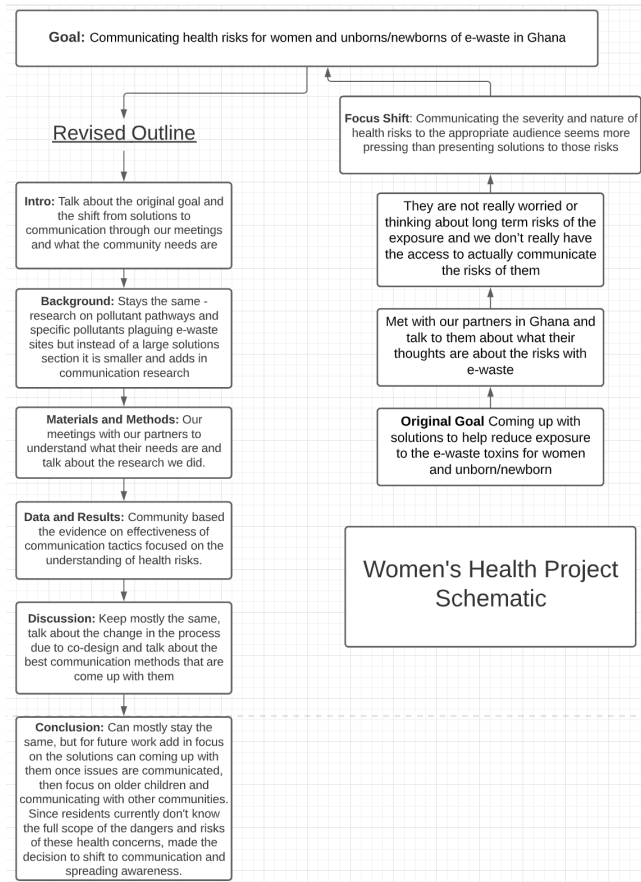 Goal: Communicating health risks for women and unborns/newborns of e-waste in Ghana
Revised Outline
Intro: Talk about the original goal and
the shift from solutions to
communication through our meetings
and what the community needs are
Background: Stays the same -
research on pollutant pathways and
specific pollutants plaguing e-waste
sites but instead of a large solutions
section it is smaller and adds in
communication research
Materials and Methods: Our
meetings with our partners to
understand what their needs are and
talk about the research we did.
Data and Results: Community based
the evidence on effectiveness of
communication tactics focused on the
understanding of health risks.
Discussion: Keep mostly the same,
talk about the change in the process
due to co-design and talk about the
best communication methods that are
come up with them
Conclusion: Can mostly stay the
same, but for future work add in focus
on the solutions can coming up with
them once issues are communicated,
then focus on older children and
communicating with other communities.
Since residents currently don't know
the full scope of the dangers and risks
of these health concerns, made the
decision to shift to communication and
spreading awareness.
Focus Shift: Communicating the severity and nature of
health risks to the appropriate audience seems more
pressing than presenting solutions to those risks
They are not really worried or
thinking about long term risks of the
exposure and we don't really have
the access to actually communicate
the risks of them
Met with our partners in Ghana and
talk to them about what their
thoughts are about the risks with
e-waste
Original Goal Coming up with
solutions to help reduce exposure
to the e-waste toxins for women
and unborn/newborn
Women's Health Project
Schematic